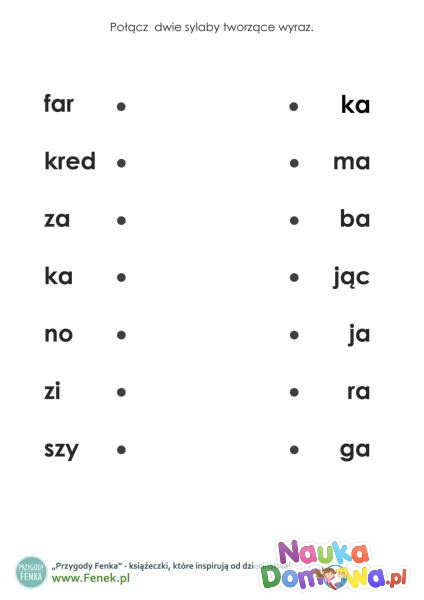 Połącz dwie sylaby tworzące wyraz.
far ka
kred ma
za ba
ka jąc
no ja
zi ra
szy ga
PRZYGODY FENKA
„Przygody Fenka” - książeczki, które inspirują od
www.Fenek.pl
Nauka
Domowa.pl